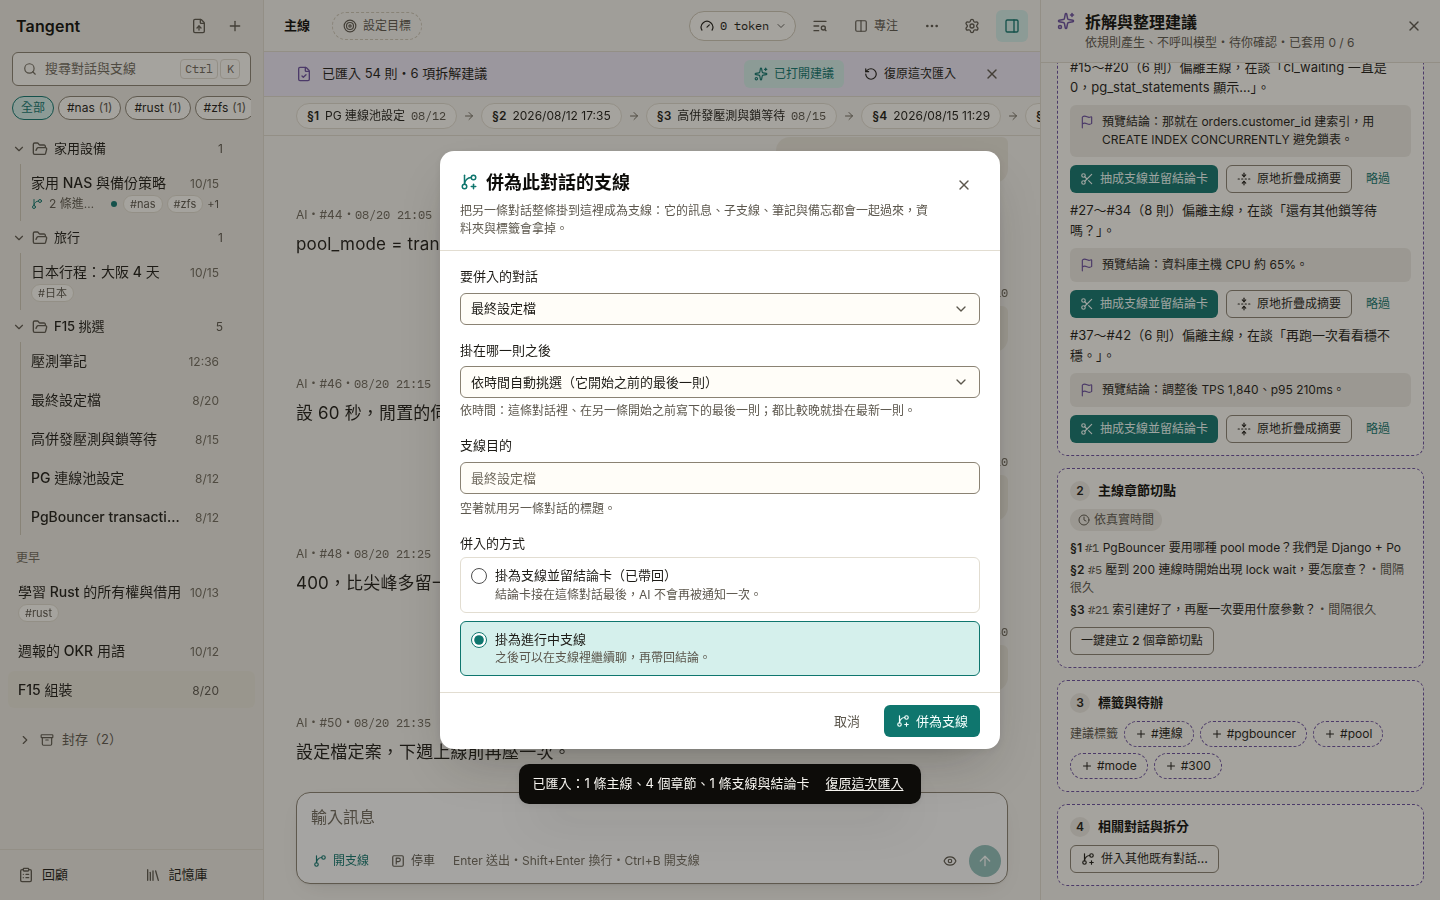 Tangent
搜尋對話與支線 Ctrl K
全部 #nas (1) #rust (1) #zfs (1)
家用設備 1
家用 NAS 與備份策略 10/15
2 條進… #nas #zfs +1
旅行 1
日本行程：大阪 4 天 10/15
#日本
F15 挑選 5
壓測筆記 12:36
最終設定檔 8/20
高併發壓測與鎖等待 8/15
PG 連線池設定 8/12
PgBouncer transacti… 8/12
更早
學習 Rust 的所有權與借用 10/13
#rust
週報的 OKR 用語 10/12
F15 組裝 8/20
封存（2）
回顧 記憶庫
主線 設定目標 0 token 專注
已匯入 54 則・6 項拆解建議 已打開建議 復原這次匯入
§1 PG 連線池設定 08/12 → §2 2026/08/12 17:35 → §3 高併發壓測與鎖等待 08/15 → §4 2026/08/15 11:29 →
AI・#44・08/20 21:05
pool_mode = tran
AI・#46・08/20 21:15
設 60 秒，閒置的伺
AI・#48・08/20 21:25
400，比尖峰多留一
AI・#50・08/20 21:35
設定檔定案，下週上線前再壓一次。
併為此對話的支線
把另一條對話整條掛到這裡成為支線：它的訊息、子支線、筆記與備忘都會一起過來，資
料夾與標籤會拿掉。
要併入的對話
最終設定檔
掛在哪一則之後
依時間自動挑選（它開始之前的最後一則）
依時間：這條對話裡、在另一條開始之前寫下的最後一則；都比較晚就掛在最新一則。
支線目的
最終設定檔
空著就用另一條對話的標題。
併入的方式
掛為支線並留結論卡（已帶回）
結論卡接在這條對話最後，AI 不會再被通知一次。
掛為進行中支線
之後可以在支線裡繼續聊，再帶回結論。
取消 併為支線
已匯入：1 條主線、4 個章節、1 條支線與結論卡 復原這次匯入
輸入訊息
開支線 停車 Enter 送出・Shift+Enter 換行・Ctrl+B 開支線
拆解與整理建議
依規則產生、不呼叫模型・待你確認・已套用 0 / 6
#15～#20（6 則）偏離主線，在談「cl_waiting 一直是
0，pg_stat_statements 顯示…」。
預覽結論：那就在 orders.customer_id 建索引，用
CREATE INDEX CONCURRENTLY 避免鎖表。
抽成支線並留結論卡 原地折疊成摘要 略過
#27～#34（8 則）偏離主線，在談「還有其他鎖等待
嗎？」。
預覽結論：資料庫主機 CPU 約 65%。
抽成支線並留結論卡 原地折疊成摘要 略過
#37～#42（6 則）偏離主線，在談「再跑一次看看穩不
穩。」。
預覽結論：調整後 TPS 1,840、p95 210ms。
抽成支線並留結論卡 原地折疊成摘要 略過
2 主線章節切點
依真實時間
§1 #1 PgBouncer 要用哪種 pool mode？我們是 Django + Po
§2 #5 壓到 200 連線時開始出現 lock wait，要怎麼查？・間隔
很久
§3 #21 索引建好了，再壓一次要用什麼參數？・間隔很久
一鍵建立 2 個章節切點
3 標籤與待辦
建議標籤 + #連線 + #pgbouncer + #pool
+ #mode + #300
4 相關對話與拆分
併入其他既有對話…